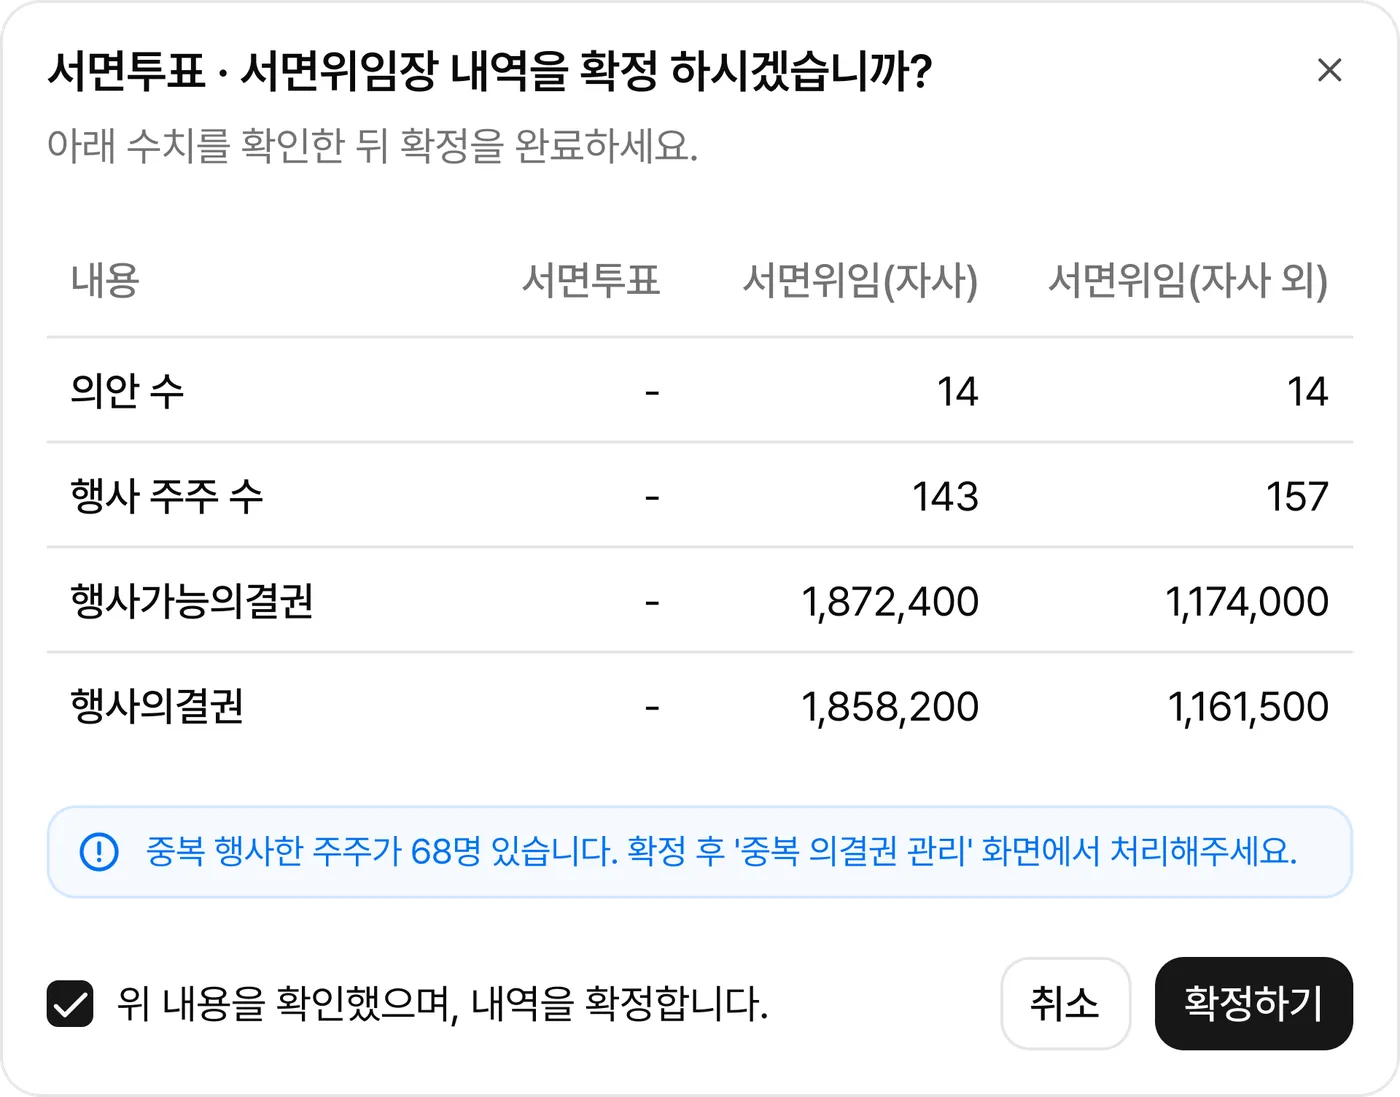 서면투표 · 서면위임장 내역을 확정 하시겠습니까?
아래 수치를 확인한 뒤 확정을 완료하세요.
내용 서면투표 서면위임(자사) 서면위임(자사 외)
의안 수 - 14 14
행사 주주 수 - 143 157
행사가능의결권 - 1,872,400 1,174,000
행사의결권 - 1,858,200 1,161,500
중복 행사한 주주가 68명 있습니다. 확정 후 '중복 의결권 관리' 화면에서 처리해주세요.
위 내용을 확인했으며, 내역을 확정합니다. 취소 확정하기